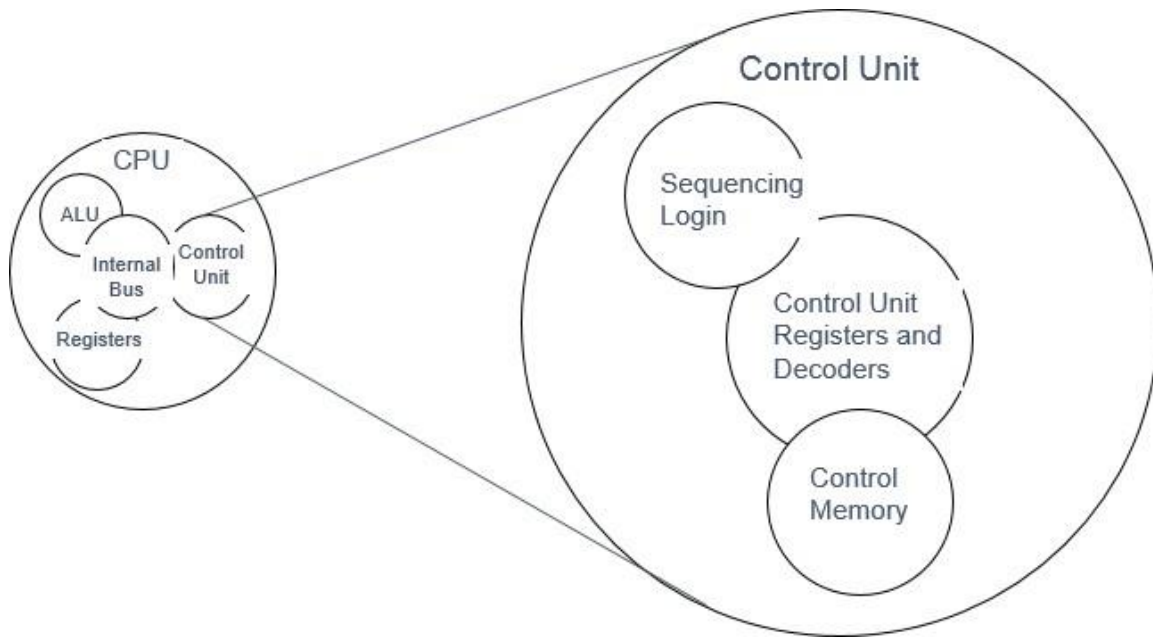 CPU
ALU
Internal
Bus
Control
Unit
Registers
Control Unit
Sequencing
Login
Control Unit
Registers and
Decoders
Control
Memory